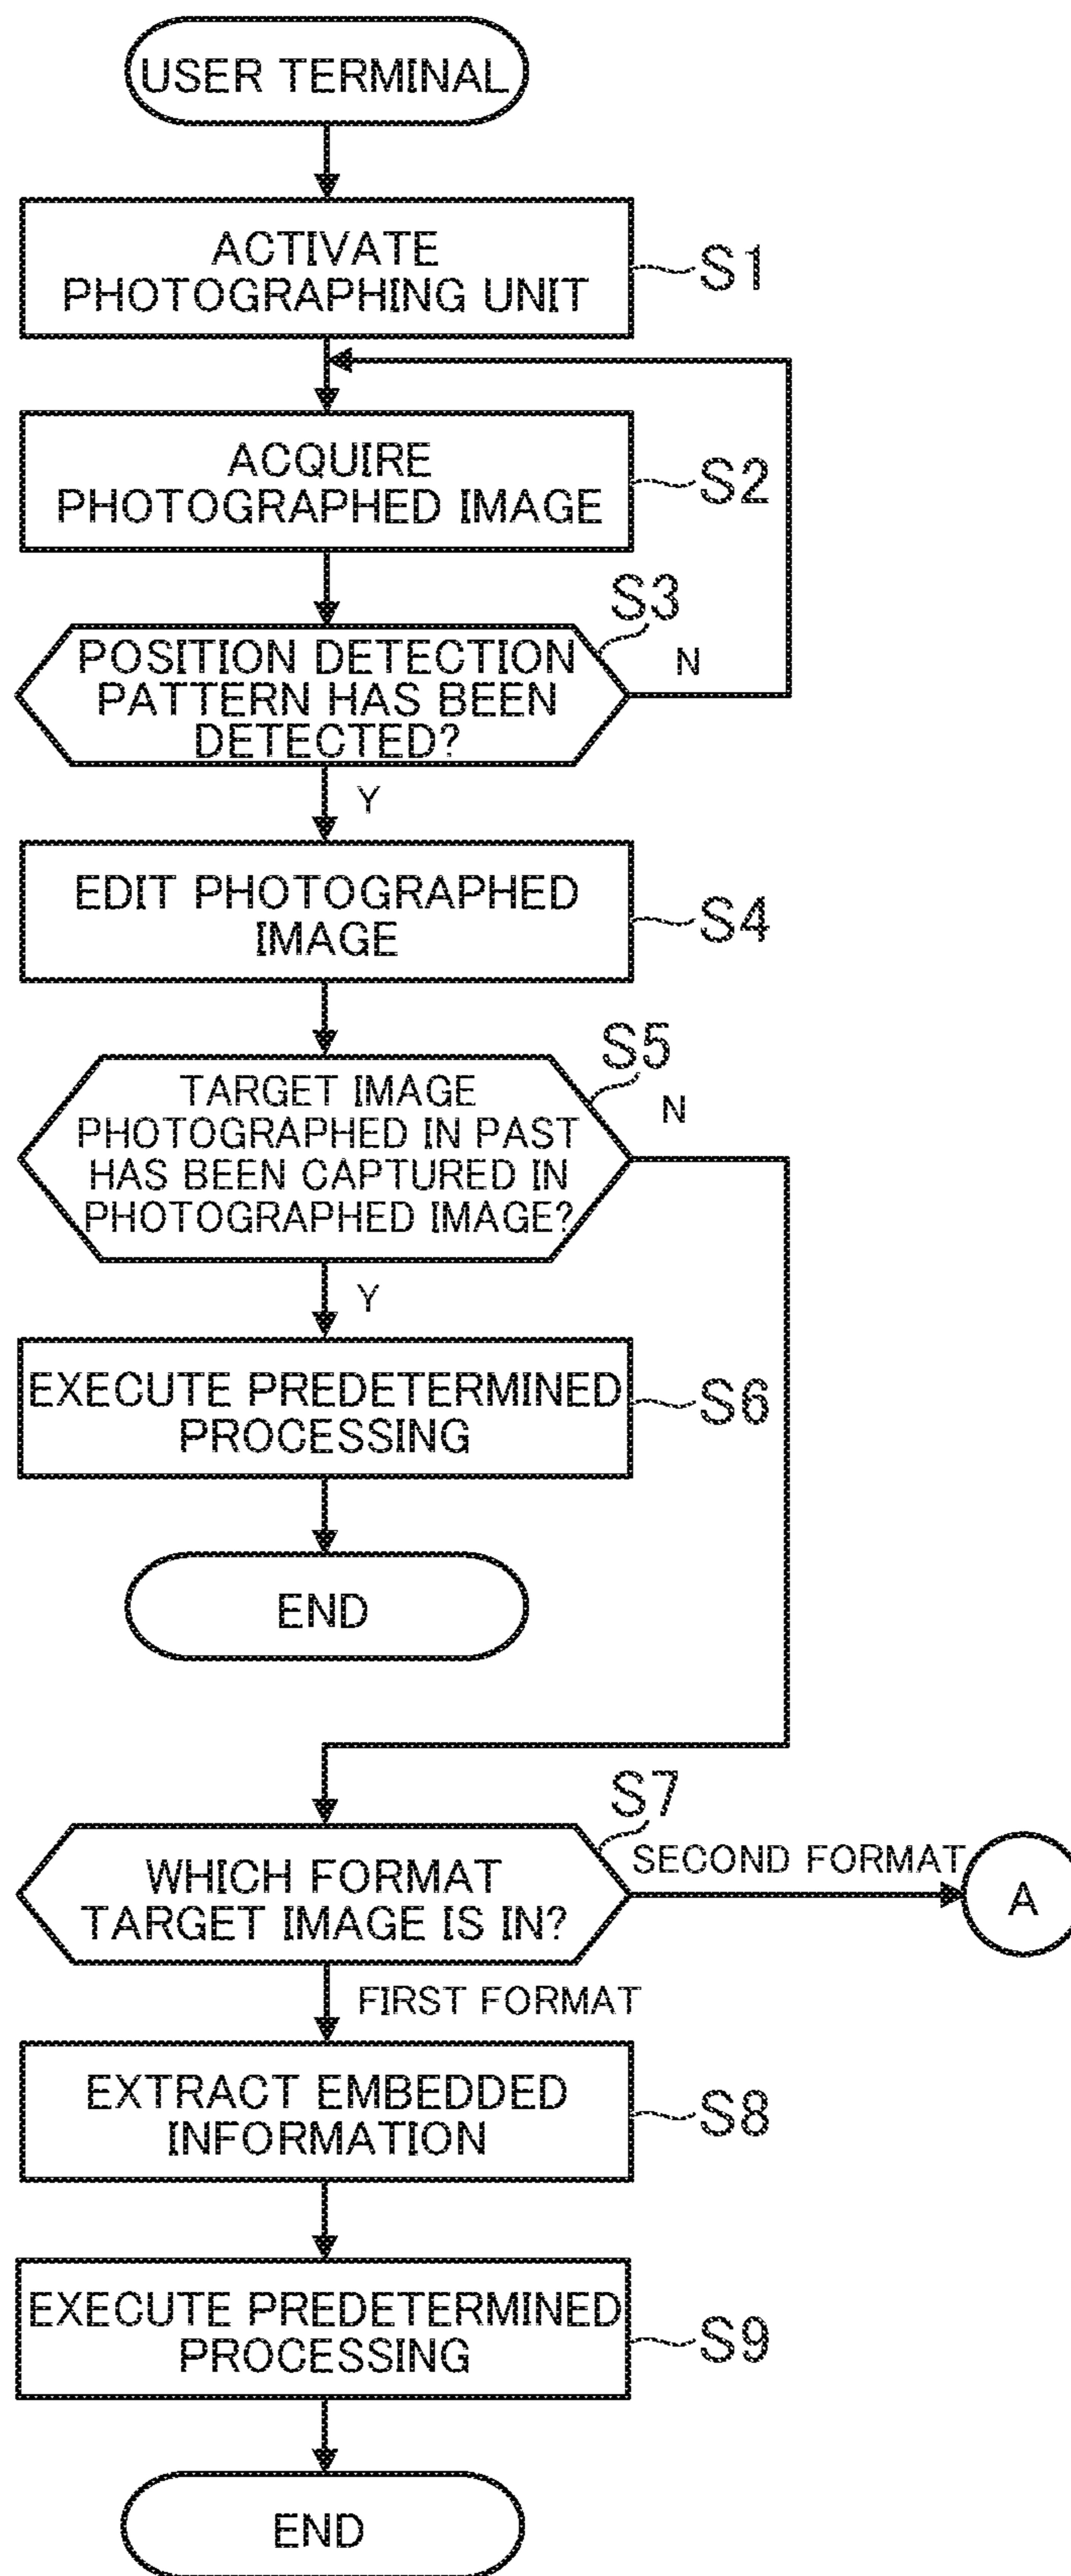 USER TERMINAL
ACTIVATE
PHOTOGRAPHING UNIT
S1
ACQUIRE
PHOTOGRAPHED IMAGE
S2
S3
POSITION DETECTION
PATTERN HAS BEEN
DETECTED?
N
Y
EDIT PHOTOGRAPHED
IMAGE
S4
S5
TARGET IMAGE
PHOTOGRAPHED IN PAST
HAS BEEN CAPTURED IN
PHOTOGRAPHED IMAGE?
N
Y
EXECUTE PREDETERMINED
PROCESSING
S6
END
S7
WHICH FORMAT
TARGET IMAGE IS IN?
SECOND FORMAT
A
FIRST FORMAT
EXTRACT EMBEDDED
INFORMATION
S8
EXECUTE PREDETERMINED
PROCESSING
S9
END